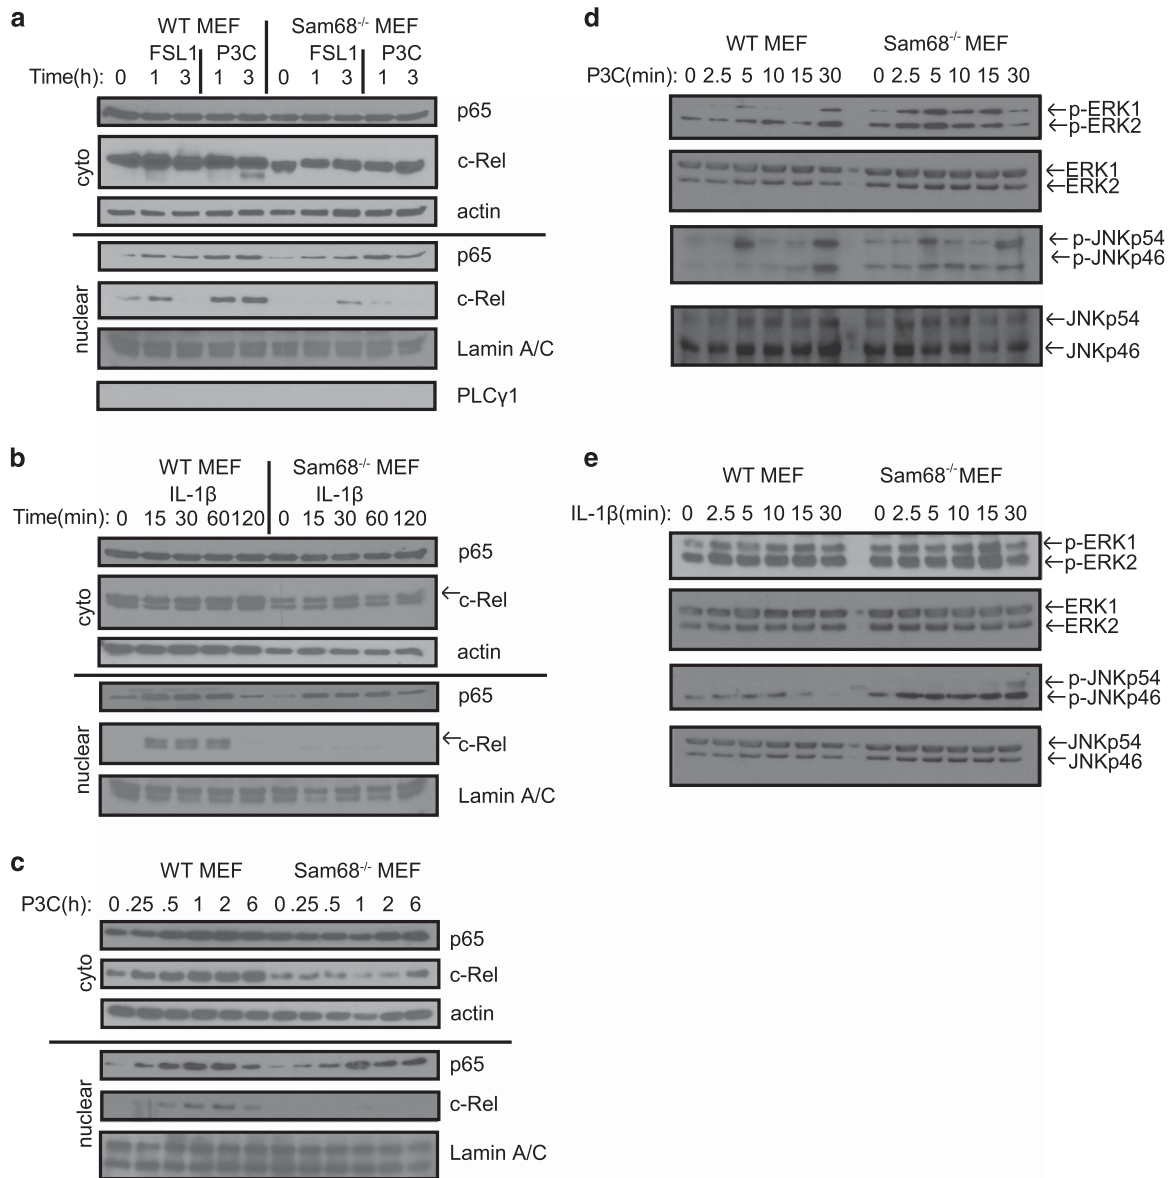 a
WT MEF Sam68-/- MEF
FSL1 P3C FSL1 P3C
Time(h): 0 1 3 1 3 0 1 3 1 3
cyto
p65
c-Rel
actin
nuclear
p65
c-Rel
Lamin A/C
PLCγ1
b
WT MEF Sam68-/- MEF
IL-1β IL-1β
Time(min): 0 15 30 60 120 0 15 30 60 120
cyto
p65
←c-Rel
actin
nuclear
p65
←c-Rel
Lamin A/C
c
WT MEF Sam68-/- MEF
P3C(h): 0 .25 .5 1 2 6 0 .25 .5 1 2 6
cyto
p65
c-Rel
actin
nuclear
p65
c-Rel
Lamin A/C
d
WT MEF Sam68-/- MEF
P3C(min): 0 2.5 5 10 15 30 0 2.5 5 10 15 30
←p-ERK1
←p-ERK2
←ERK1
←ERK2
←p-JNKp54
←p-JNKp46
←JNKp54
←JNKp46
e
WT MEF Sam68-/- MEF
IL-1β(min): 0 2.5 5 10 15 30 0 2.5 5 10 15 30
←p-ERK1
←p-ERK2
←ERK1
←ERK2
←p-JNKp54
←p-JNKp46
←JNKp54
←JNKp46